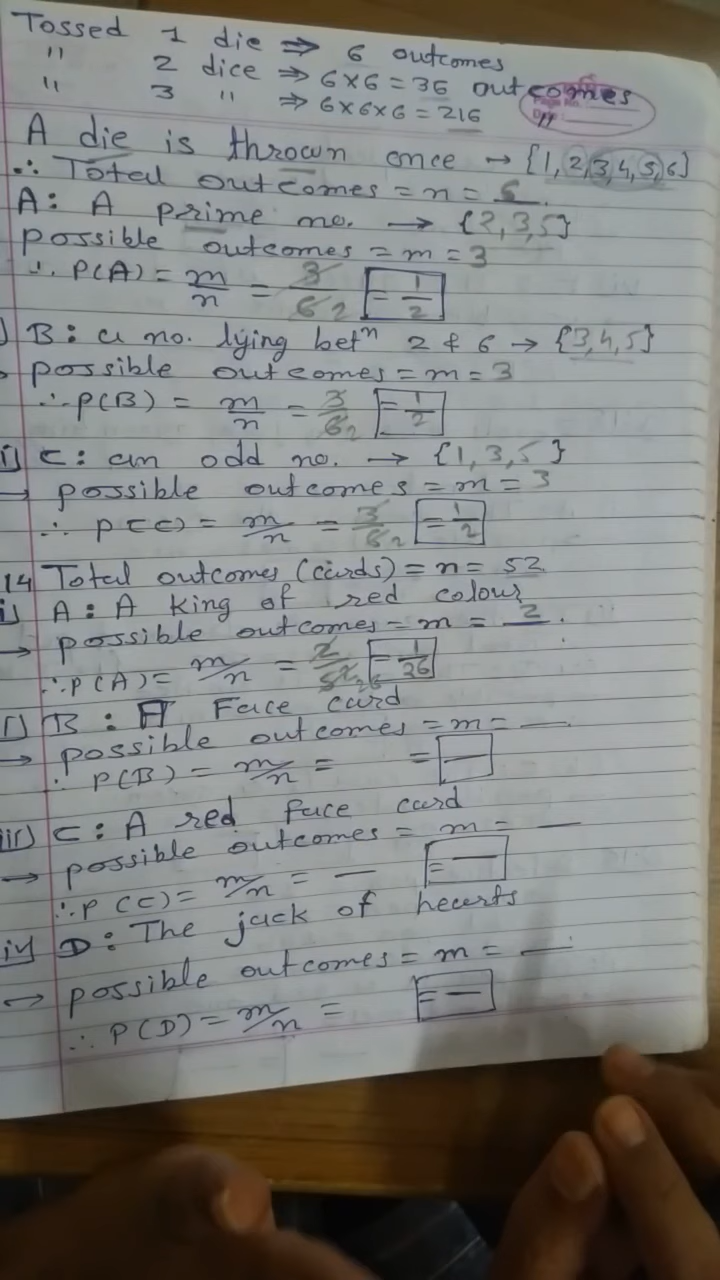 Tossed 1 die ⇒ 6 outcomes
" 2 dice ⇒ 6×6 = 36 outcomes
" 3 " ⇒ 6×6×6 = 216
A die is thrown once → {1,2,3,4,5,6}
∴ Total outcomes = n = 6.
A: A prime no. → {2,3,5}
possible outcomes = m = 3
∴ P(A) = m/n = 3/6 2 = 1/2
) B: a no. lying betⁿ 2 & 6 → {3,4,5}
possible outcomes = m = 3
∴ P(B) = m/n = 3/6 2 = 1/2
i) C: an odd no. → {1,3,5}
→ possible outcomes = m = 3
∴ P(C) = m/n = 3/6 2 = 1/2
14 Total outcomes (cards) = n = 52
i) A: A king of red colour
→ possible outcomes = m = 2.
∴ P(A) = m/n = 2/52 26 = 1/36
i) B: A Face card
→ possible outcomes = m = —.
∴ P(B) = m/n = = —
iii) C: A red face card
→ possible outcomes = m = —
∴ P(C) = m/n = — = —
iv) D: The jack of hearts
→ possible outcomes = m = —
∴ P(D) = m/n = = —